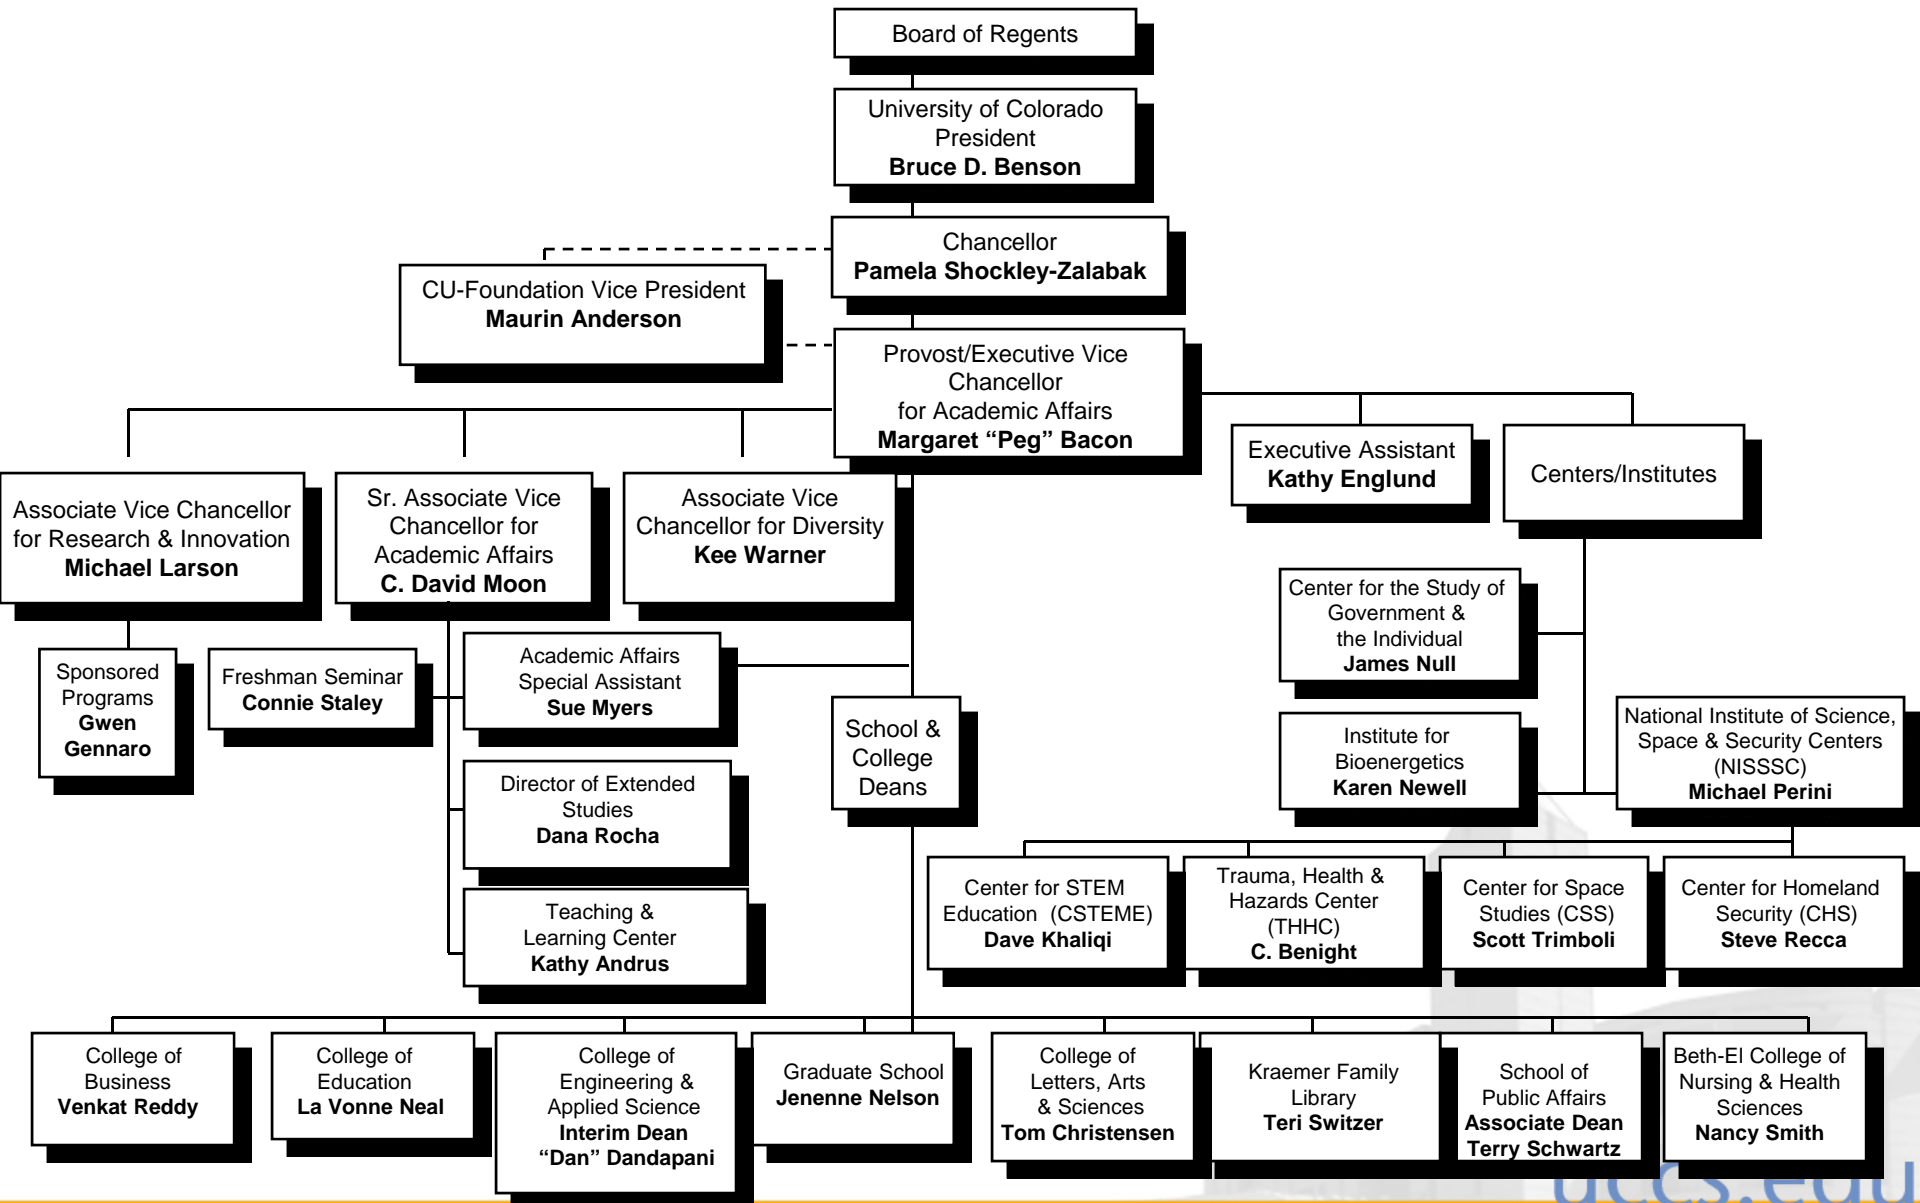 Board of Regents
University of Colorado
President
Bruce D. Benson
Chancellor
Pamela Shockley-Zalabak
CU-Foundation Vice President
Maurin Anderson
Provost/Executive Vice
Chancellor
for Academic Affairs
Margaret “Peg” Bacon
Executive Assistant
Kathy Englund
Centers/Institutes
Associate Vice Chancellor
for Research & Innovation
Michael Larson
Sr. Associate Vice
Chancellor for
Academic Affairs
C. David Moon
Associate Vice
Chancellor for Diversity
Kee Warner
Center for the Study of
Government &
the Individual
James Null
Sponsored
Programs
Gwen
Gennaro
Freshman Seminar
Connie Staley
Academic Affairs
Special Assistant
Sue Myers
School &
College
Deans
Institute for
Bioenergetics
Karen Newell
National Institute of Science,
Space & Security Centers
(NISSSC)
Michael Perini
Director of Extended
Studies
Dana Rocha
Teaching &
Learning Center
Kathy Andrus
Center for STEM
Education (CSTEME)
Dave Khaliqi
Trauma, Health &
Hazards Center
(THHC)
C. Benight
Center for Space
Studies (CSS)
Scott Trimboli
Center for Homeland
Security (CHS)
Steve Recca
College of
Business
Venkat Reddy
College of
Education
La Vonne Neal
College of
Engineering &
Applied Science
Interim Dean
“Dan” Dandapani
Graduate School
Jenenne Nelson
College of
Letters, Arts
& Sciences
Tom Christensen
Kraemer Family
Library
Teri Switzer
School of
Public Affairs
Associate Dean
Terry Schwartz
Beth-El College of
Nursing & Health
Sciences
Nancy Smith
uccs.edu